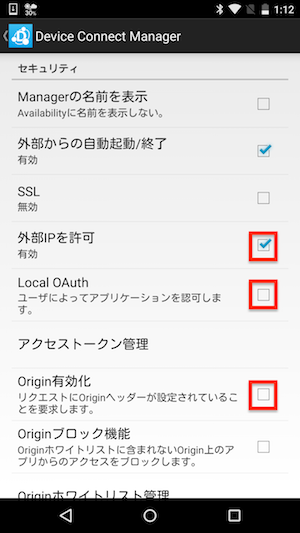 30%
1:12
Device Connect Manager
セキュリティ
Managerの名前を表示
Availabilityに名前を表示しない。
外部からの自動起動/終了
有効
SSL
無効
外部IPを許可
有効
Local OAuth
ユーザによってアプリケーションを認可しま
す。
アクセストークン管理
Origin有効化
リクエストにOriginヘッダーが設定されているこ
とを要求します。
Originブロック機能
Originホワイトリストに含まれないOrigin上のア
プリからのアクセスをブロックします。
Originホワイトリスト管理